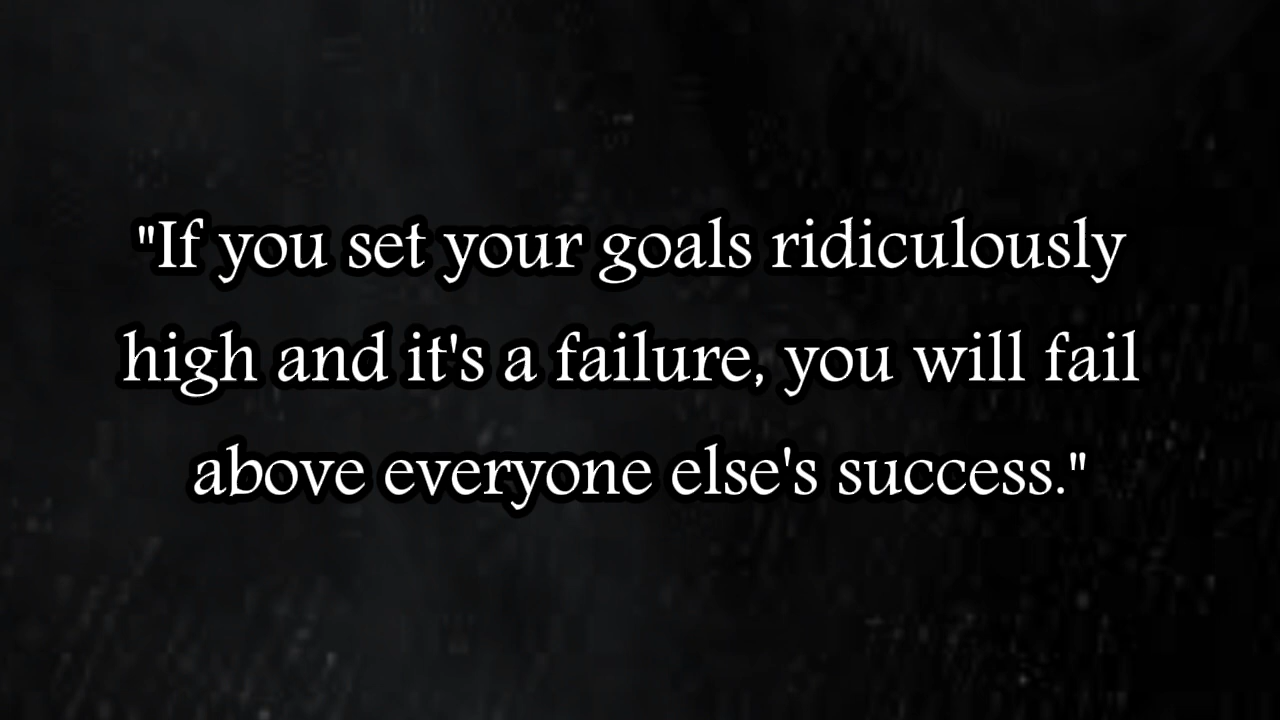 "If you set your goals ridiculously
high and it's a failure, you will fail
above everyone else's success."